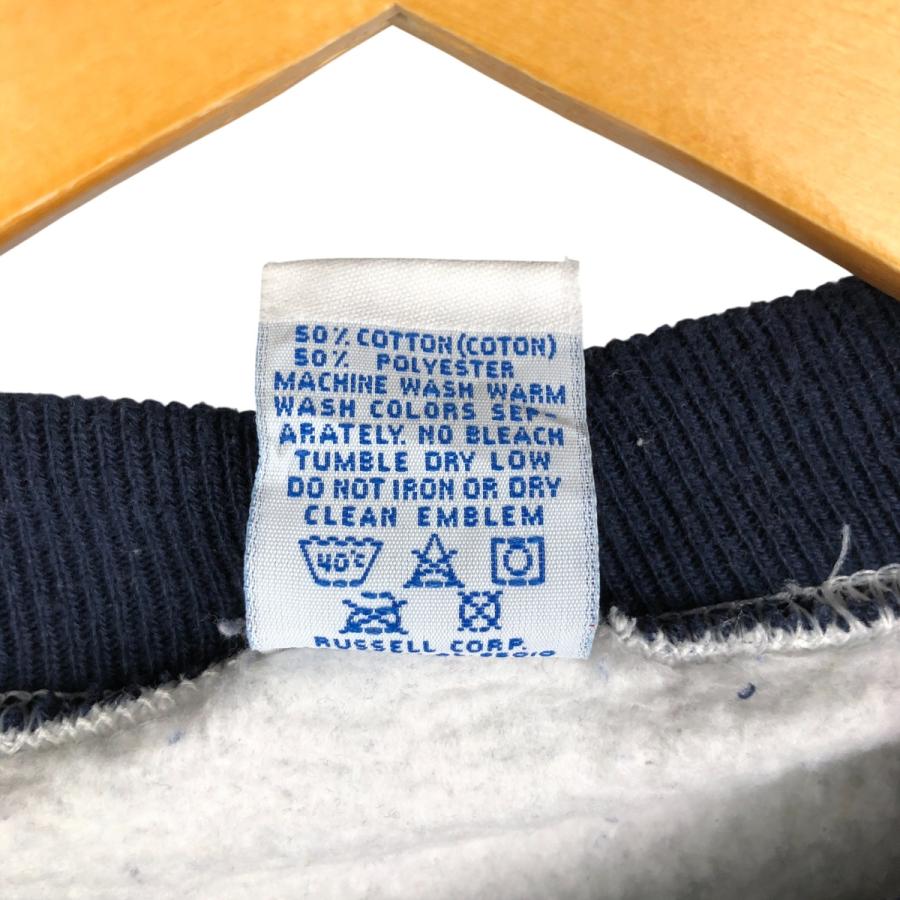 50% COTTON (COTON)
50% POLYESTER
MACHINE WASH WARM
WASH COLORS SEP-
ARATELY. NO BLEACH
TUMBLE DRY LOW
DO NOT IRON OR DRY
CLEAN EMBLEM
40°C
RUSSELL CORP.